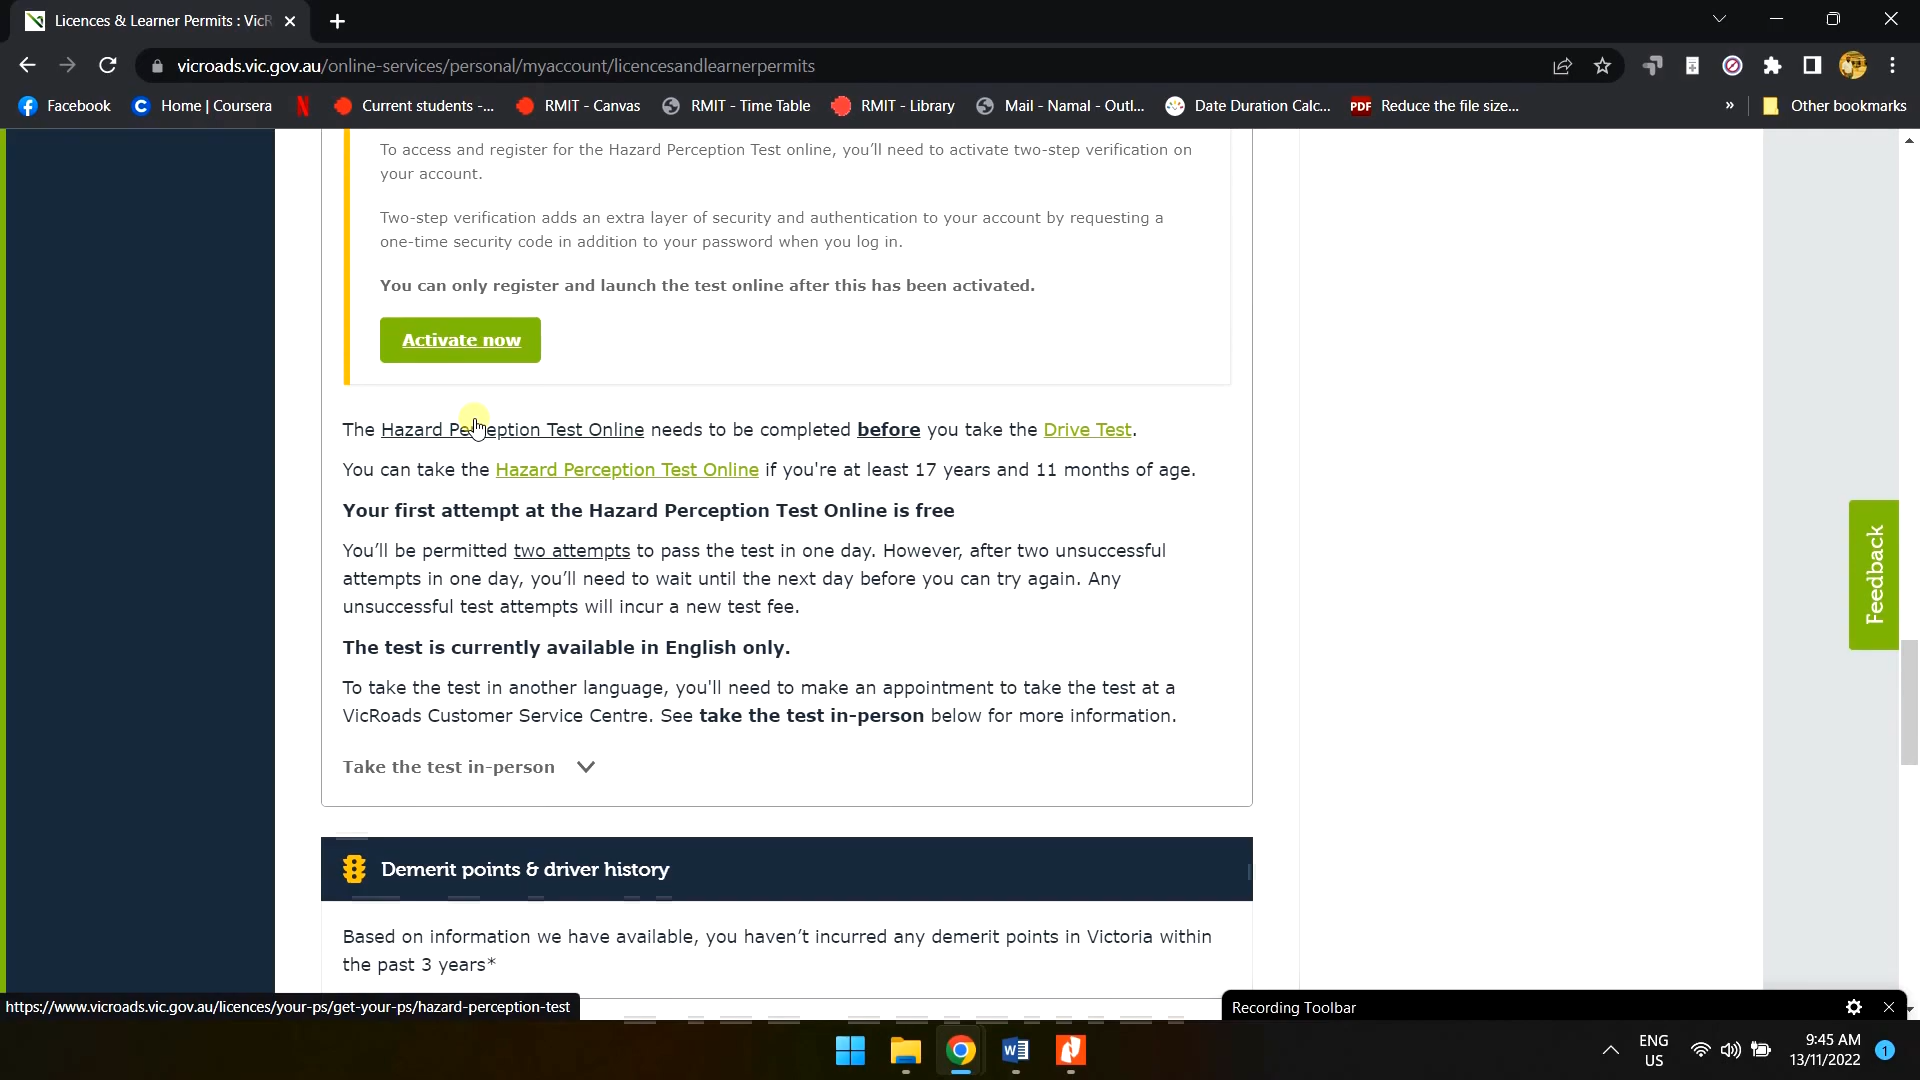 Licences & Learner Permits : VicR
vicroads.vic.gov.au/online-services/personal/myaccount/licencesandlearnerpermits
Facebook
Home | Coursera
Current students -...
RMIT - Canvas
RMIT - Time Table
RMIT - Library
Mail - Namal - Outl...
Date Duration Calc...
PDF Reduce the file size...
»
Other bookmarks
To access and register for the Hazard Perception Test online, you’ll need to activate two-step verification on
your account.
Two-step verification adds an extra layer of security and authentication to your account by requesting a
one-time security code in addition to your password when you log in.
You can only register and launch the test online after this has been activated.
Activate now
The Hazard Perception Test Online needs to be completed before you take the Drive Test.
You can take the Hazard Perception Test Online if you're at least 17 years and 11 months of age.
Your first attempt at the Hazard Perception Test Online is free
You’ll be permitted two attempts to pass the test in one day. However, after two unsuccessful
attempts in one day, you’ll need to wait until the next day before you can try again. Any
unsuccessful test attempts will incur a new test fee.
The test is currently available in English only.
To take the test in another language, you'll need to make an appointment to take the test at a
VicRoads Customer Service Centre. See take the test in-person below for more information.
Take the test in-person
Feedback
Demerit points & driver history
Based on information we have available, you haven’t incurred any demerit points in Victoria within
the past 3 years*
https://www.vicroads.vic.gov.au/licences/your-ps/get-your-ps/hazard-perception-test
Recording Toolbar
ENG
US
9:45 AM
13/11/2022
1